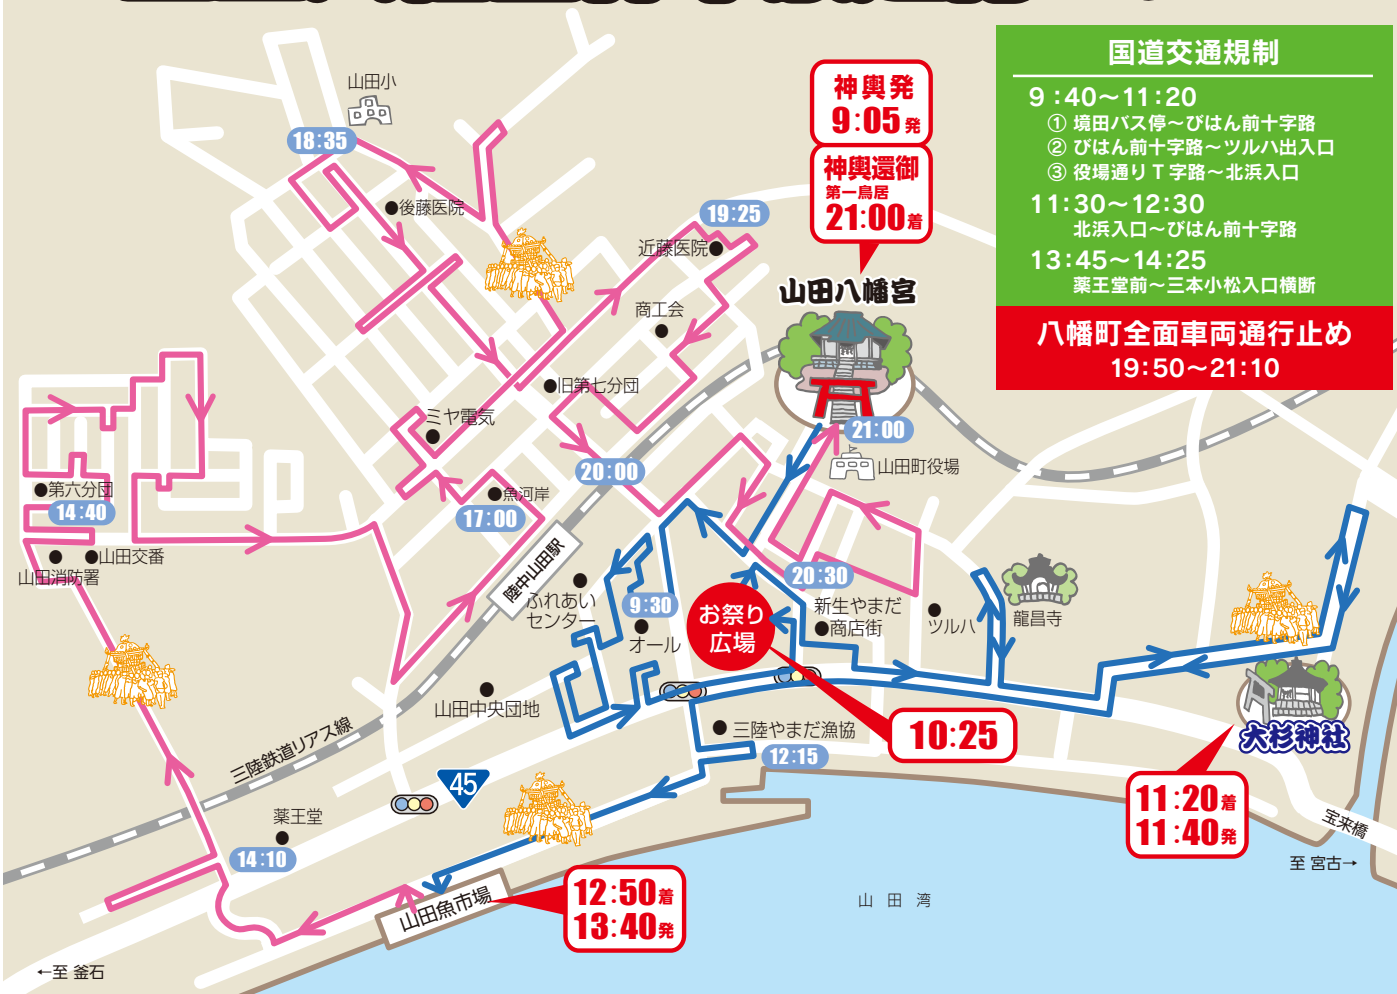 国道交通規制
9:40～11:20
① 境田バス停～びはん前十字路
② びはん前十字路～ツルハ出入口
③ 役場通りT字路～北浜入口
11:30～12:30
北浜入口～びはん前十字路
13:45～14:25
薬王堂前～三本小松入口横断
八幡町全面車両通行止め
19:50～21:10
神輿発
9:05発
神輿還御
第一鳥居
21:00着
山田八幡宮
21:00
山田町役場
山田小
18:35
後藤医院
19:25
近藤医院
商工会
旧第七分団
ミヤ電気
20:00
魚河岸
17:00
第六分団
14:40
山田交番
山田消防署
陸中山田駅
ふれあい
センター
9:30
オール
お祭り
広場
20:30
新生やまだ
商店街
ツルハ
龍昌寺
山田中央団地
三陸鉄道リアス線
45
三陸やまだ漁協
12:15
10:25
大杉神社
11:20着
11:40発
宝来橋
至 宮古→
薬王堂
14:10
山田魚市場
12:50着
13:40発
山田湾
←至 釜石